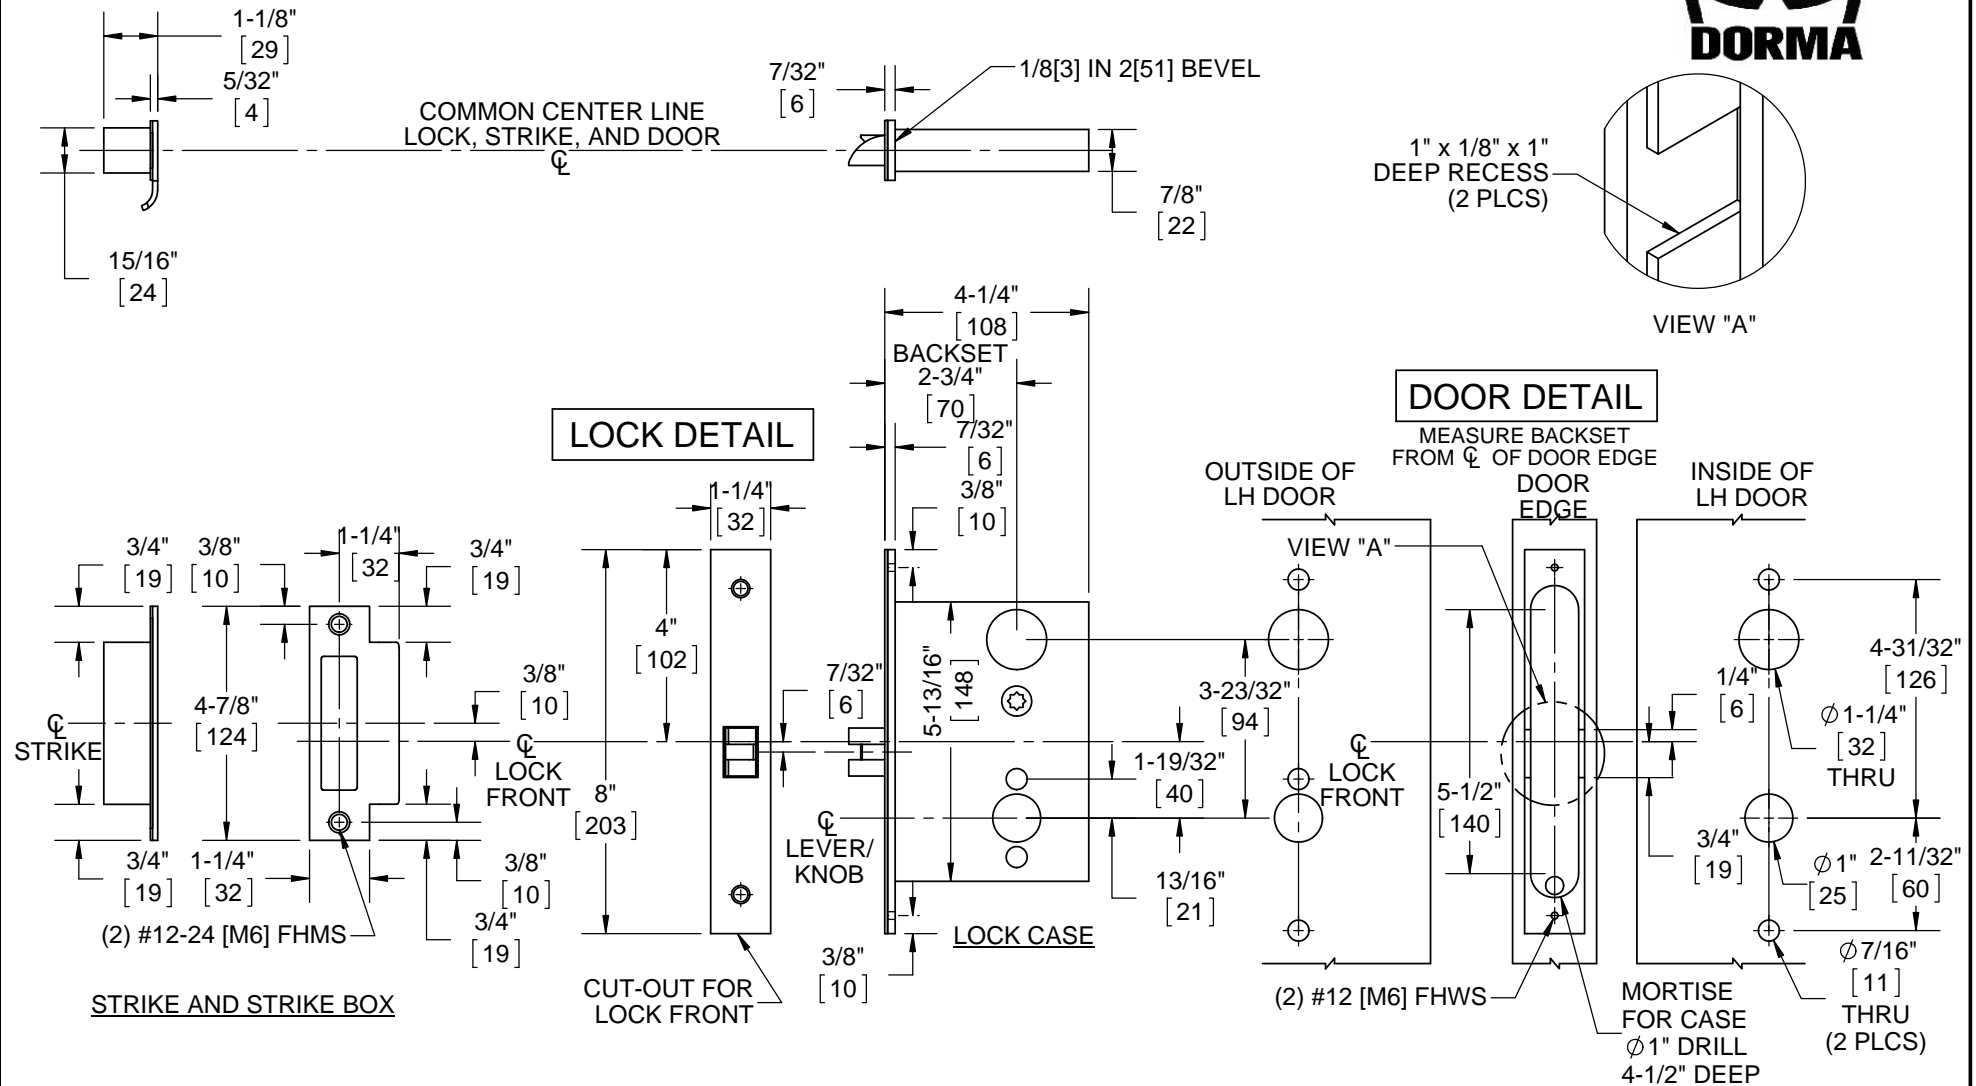 1-1/8"
[29]
5/32"
[4]
COMMON CENTER LINE
LOCK, STRIKE, AND DOOR
℄
15/16"
[24]
7/32"
[6]
1/8[3] IN 2[51] BEVEL
7/8"
[22]
DORMA
1" x 1/8" x 1"
DEEP RECESS
(2 PLCS)
VIEW "A"
LOCK DETAIL
4-1/4"
[108]
BACKSET
2-3/4"
[70]
7/32"
[6]
3/8"
[10]
DOOR DETAIL
MEASURE BACKSET
FROM ℄ OF DOOR EDGE
OUTSIDE OF
LH DOOR
DOOR
EDGE
INSIDE OF
LH DOOR
VIEW "A"
3/4"
[19]
3/8"
[10]
1-1/4"
[32]
3/4"
[19]
℄
STRIKE
4-7/8"
[124]
3/8"
[10]
℄
LOCK
FRONT
3/4"
[19]
1-1/4"
[32]
3/8"
[10]
3/4"
[19]
(2) #12-24 [M6] FHMS
STRIKE AND STRIKE BOX
1-1/4"
[32]
4"
[102]
8"
[203]
7/32"
[6]
℄
LEVER/
KNOB
5-13/16"
[148]
CUT-OUT FOR
LOCK FRONT
3/8"
[10]
LOCK CASE
3-23/32"
[94]
1-19/32"
[40]
13/16"
[21]
℄
LOCK
FRONT
5-1/2"
[140]
1/4"
[6]
3/4"
[19]
4-31/32"
[126]
∅1-1/4"
[32]
THRU
∅1"
[25]
2-11/32"
[60]
∅7/16"
[11]
THRU
(2 PLCS)
(2) #12 [M6] FHWS
MORTISE
FOR CASE
∅1" DRILL
4-1/2" DEEP